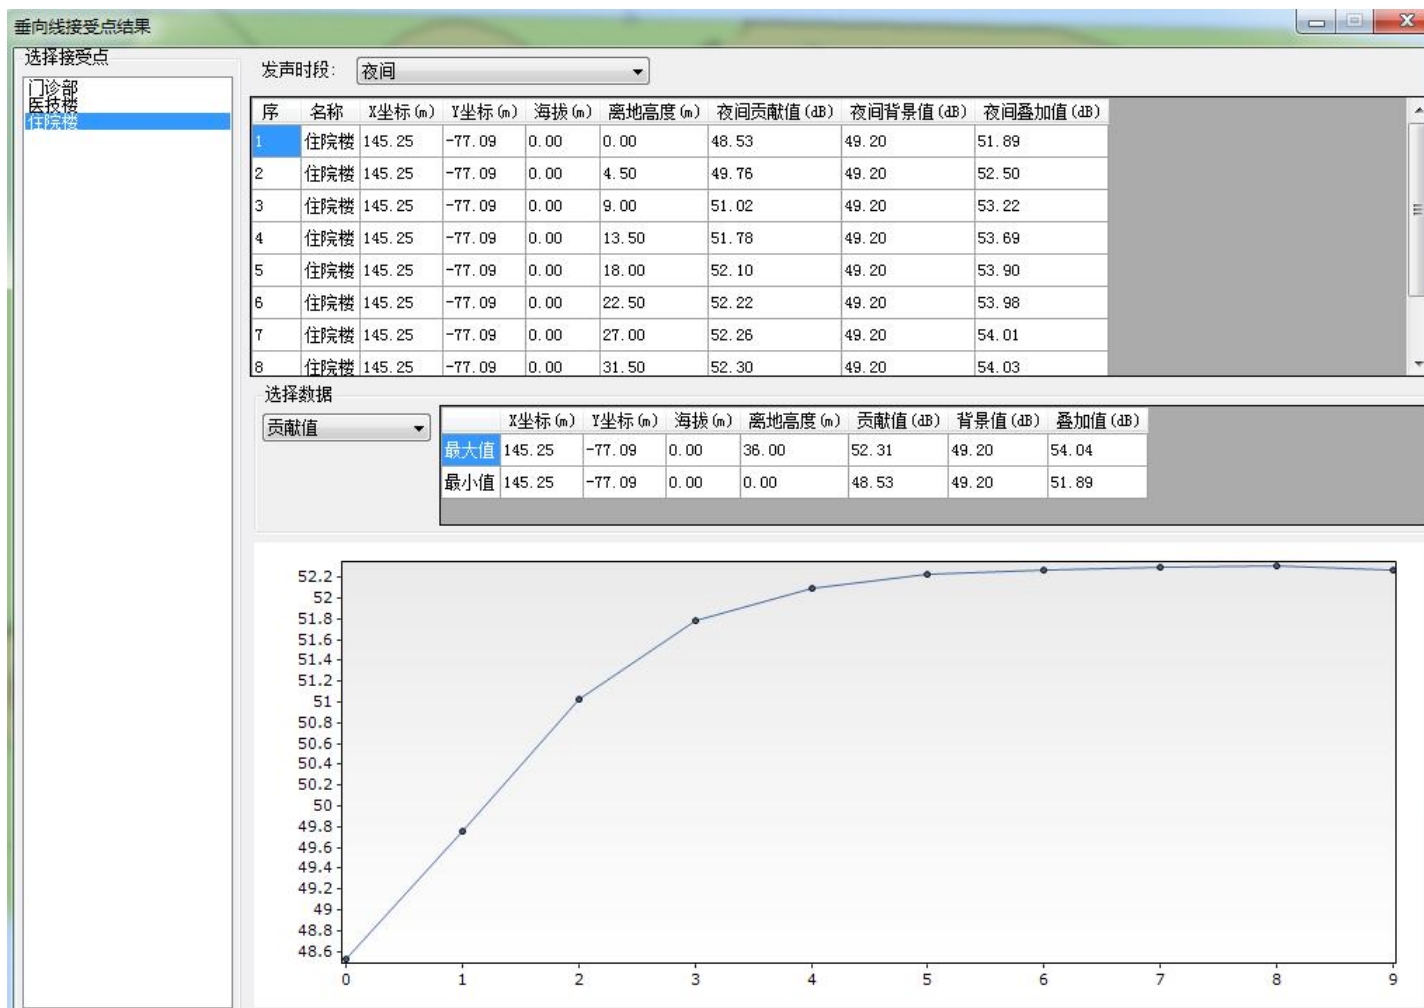 垂向线接受点结果
选择接受点
门诊部
医技楼
住院楼
发声时段: 夜间
序 名称 X坐标(m) Y坐标(m) 海拔(m) 离地高度(m) 夜间贡献值(dB) 夜间背景值(dB) 夜间叠加值(dB)
1 住院楼 145.25 -77.09 0.00 0.00 48.53 49.20 51.89
2 住院楼 145.25 -77.09 0.00 4.50 49.76 49.20 52.50
3 住院楼 145.25 -77.09 0.00 9.00 51.02 49.20 53.22
4 住院楼 145.25 -77.09 0.00 13.50 51.78 49.20 53.69
5 住院楼 145.25 -77.09 0.00 18.00 52.10 49.20 53.90
6 住院楼 145.25 -77.09 0.00 22.50 52.22 49.20 53.98
7 住院楼 145.25 -77.09 0.00 27.00 52.26 49.20 54.01
8 住院楼 145.25 -77.09 0.00 31.50 52.30 49.20 54.03
选择数据
贡献值
X坐标(m) Y坐标(m) 海拔(m) 离地高度(m) 贡献值(dB) 背景值(dB) 叠加值(dB)
最大值 145.25 -77.09 0.00 36.00 52.31 49.20 54.04
最小值 145.25 -77.09 0.00 0.00 48.53 49.20 51.89
52.2
52
51.8
51.6
51.4
51.2
51
50.8
50.6
50.4
50.2
50
49.8
49.6
49.4
49.2
49
48.8
48.6
0 1 2 3 4 5 6 7 8 9